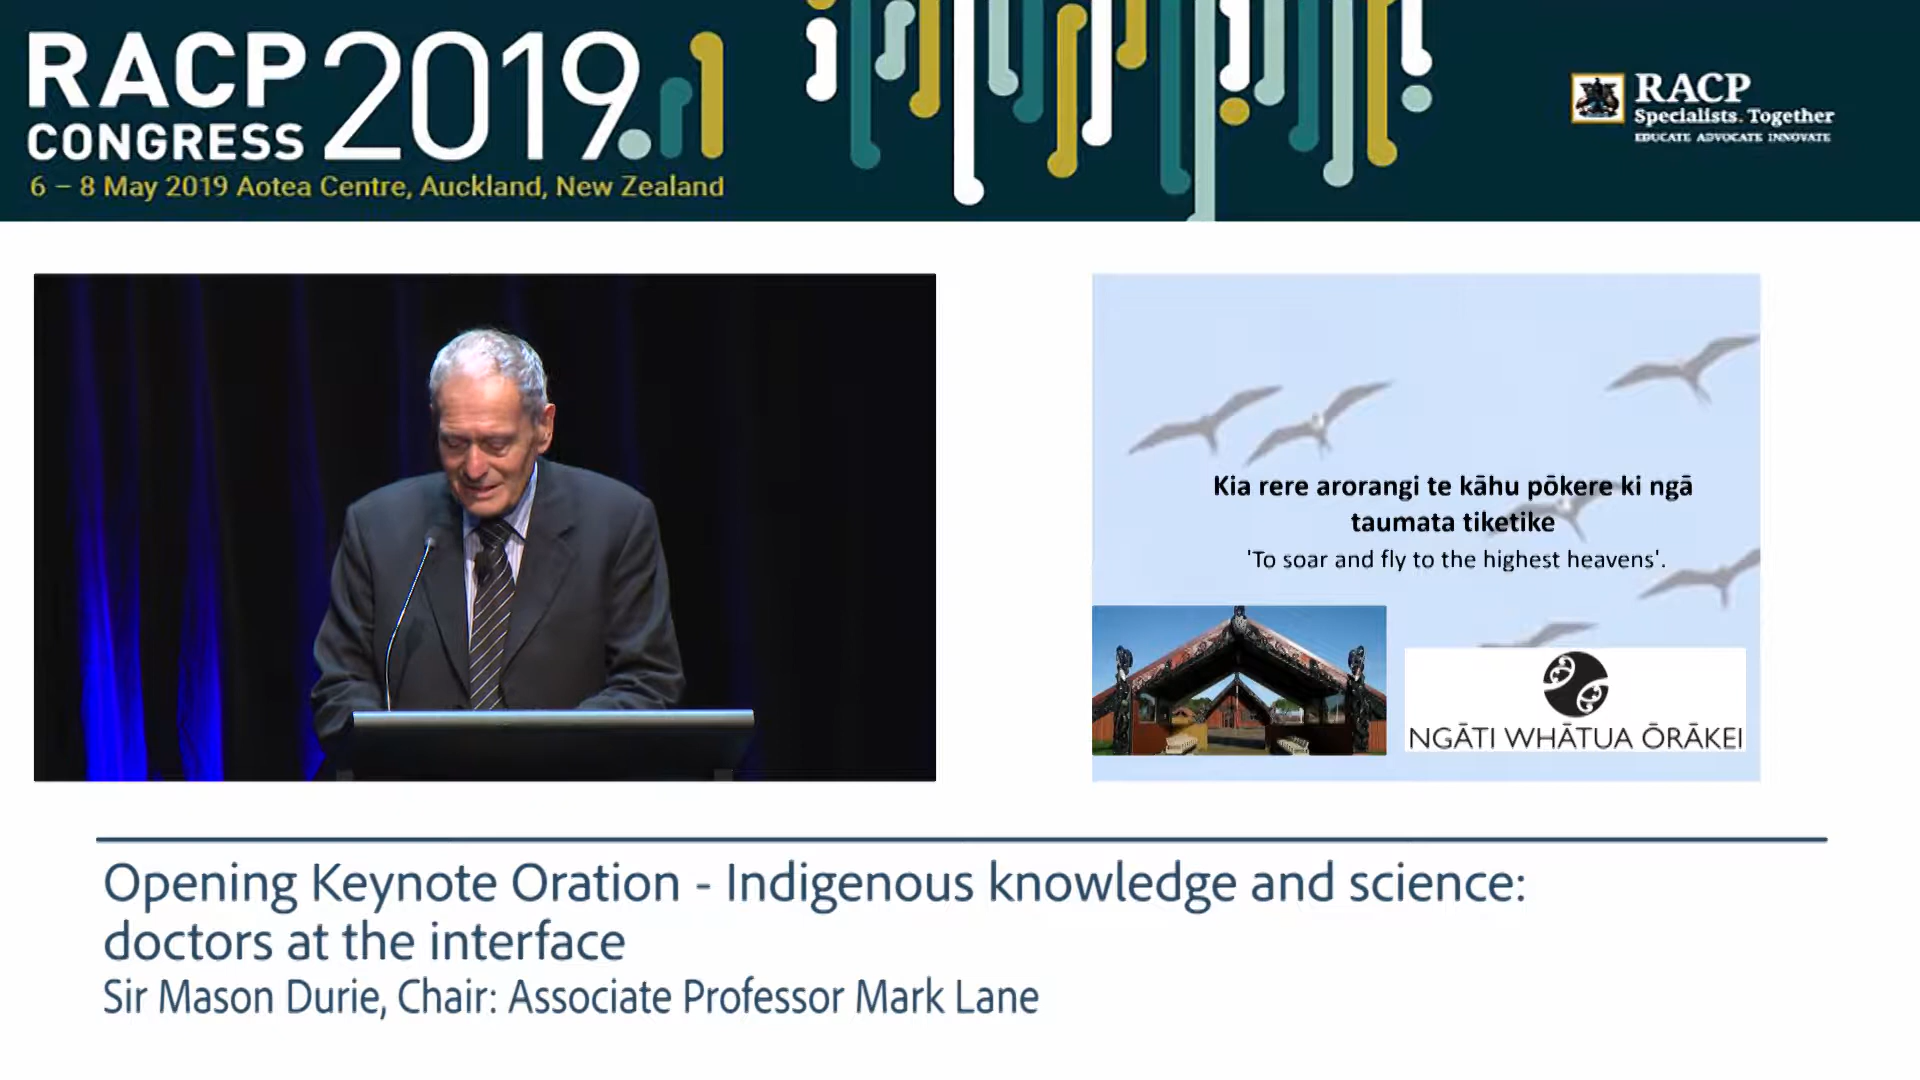 RACP
CONGRESS
2019
6 – 8 May 2019 Aotea Centre, Auckland, New Zealand
RACP
Specialists. Together
EDUCATE ADVOCATE INNOVATE
Kia rere arorangi te kāhu pōkere ki ngā
taumata tiketike
'To soar and fly to the highest heavens'.
NGĀTI WHĀTUA ŌRĀKEI
Opening Keynote Oration - Indigenous knowledge and science:
doctors at the interface
Sir Mason Durie, Chair: Associate Professor Mark Lane